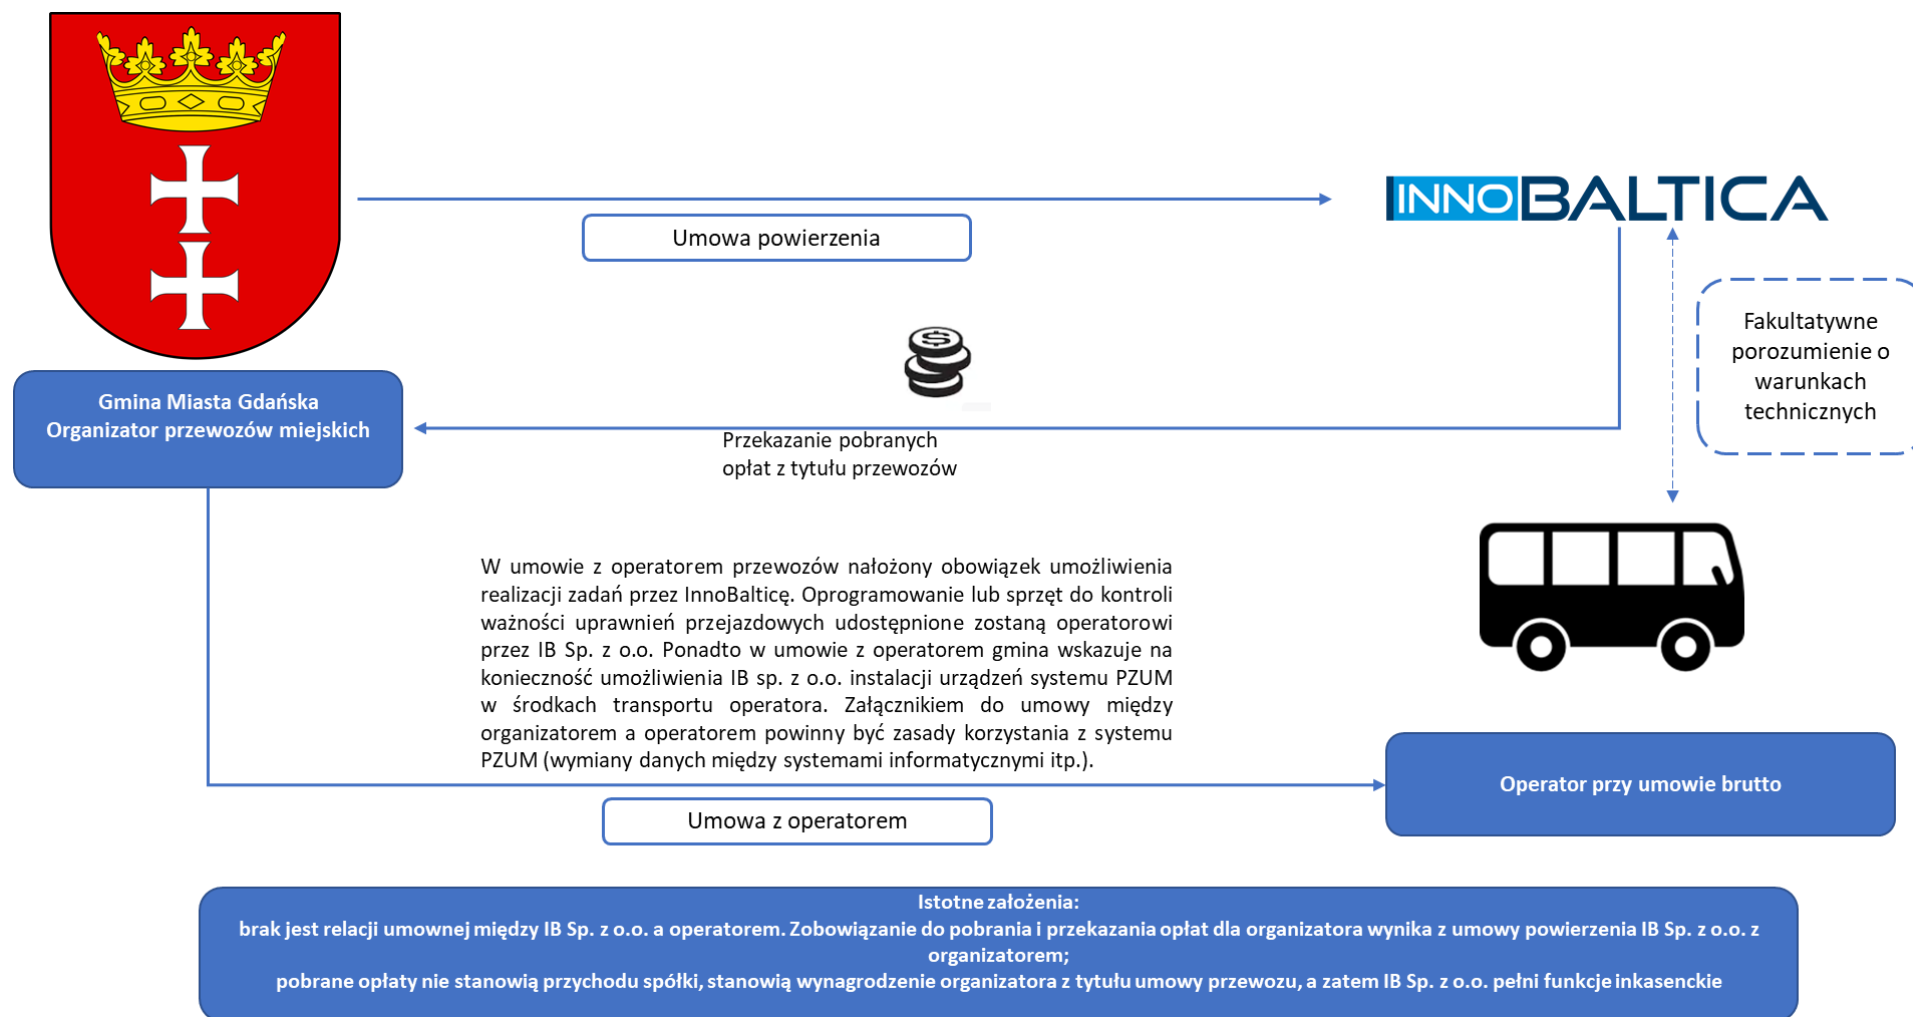 INNOBALTICA
Umowa powierzenia
Fakultatywne
porozumienie o
warunkach
technicznych
Gmina Miasta Gdańska
Organizator przewozów miejskich
Przekazanie pobranych
opłat z tytułu przewozów
W umowie z operatorem przewozów nałożony obowiązek umożliwienia
realizacji zadań przez InnoBalticę. Oprogramowanie lub sprzęt do kontroli
ważności uprawnień przejazdowych udostępnione zostaną operatorowi
przez IB Sp. z o.o. Ponadto w umowie z operatorem gmina wskazuje na
konieczność umożliwienia IB sp. z o.o. instalacji urządzeń systemu PZUM
w środkach transportu operatora. Załącznikiem do umowy między
organizatorem a operatorem powinny być zasady korzystania z systemu
PZUM (wymiany danych między systemami informatycznymi itp.).
Operator przy umowie brutto
Umowa z operatorem
Istotne założenia:
brak jest relacji umownej między IB Sp. z o.o. a operatorem. Zobowiązanie do pobrania i przekazania opłat dla organizatora wynika z umowy powierzenia IB Sp. z o.o. z
organizatorem;
pobrane opłaty nie stanowią przychodu spółki, stanowią wynagrodzenie organizatora z tytułu umowy przewozu, a zatem IB Sp. z o.o. pełni funkcje inkasenckie